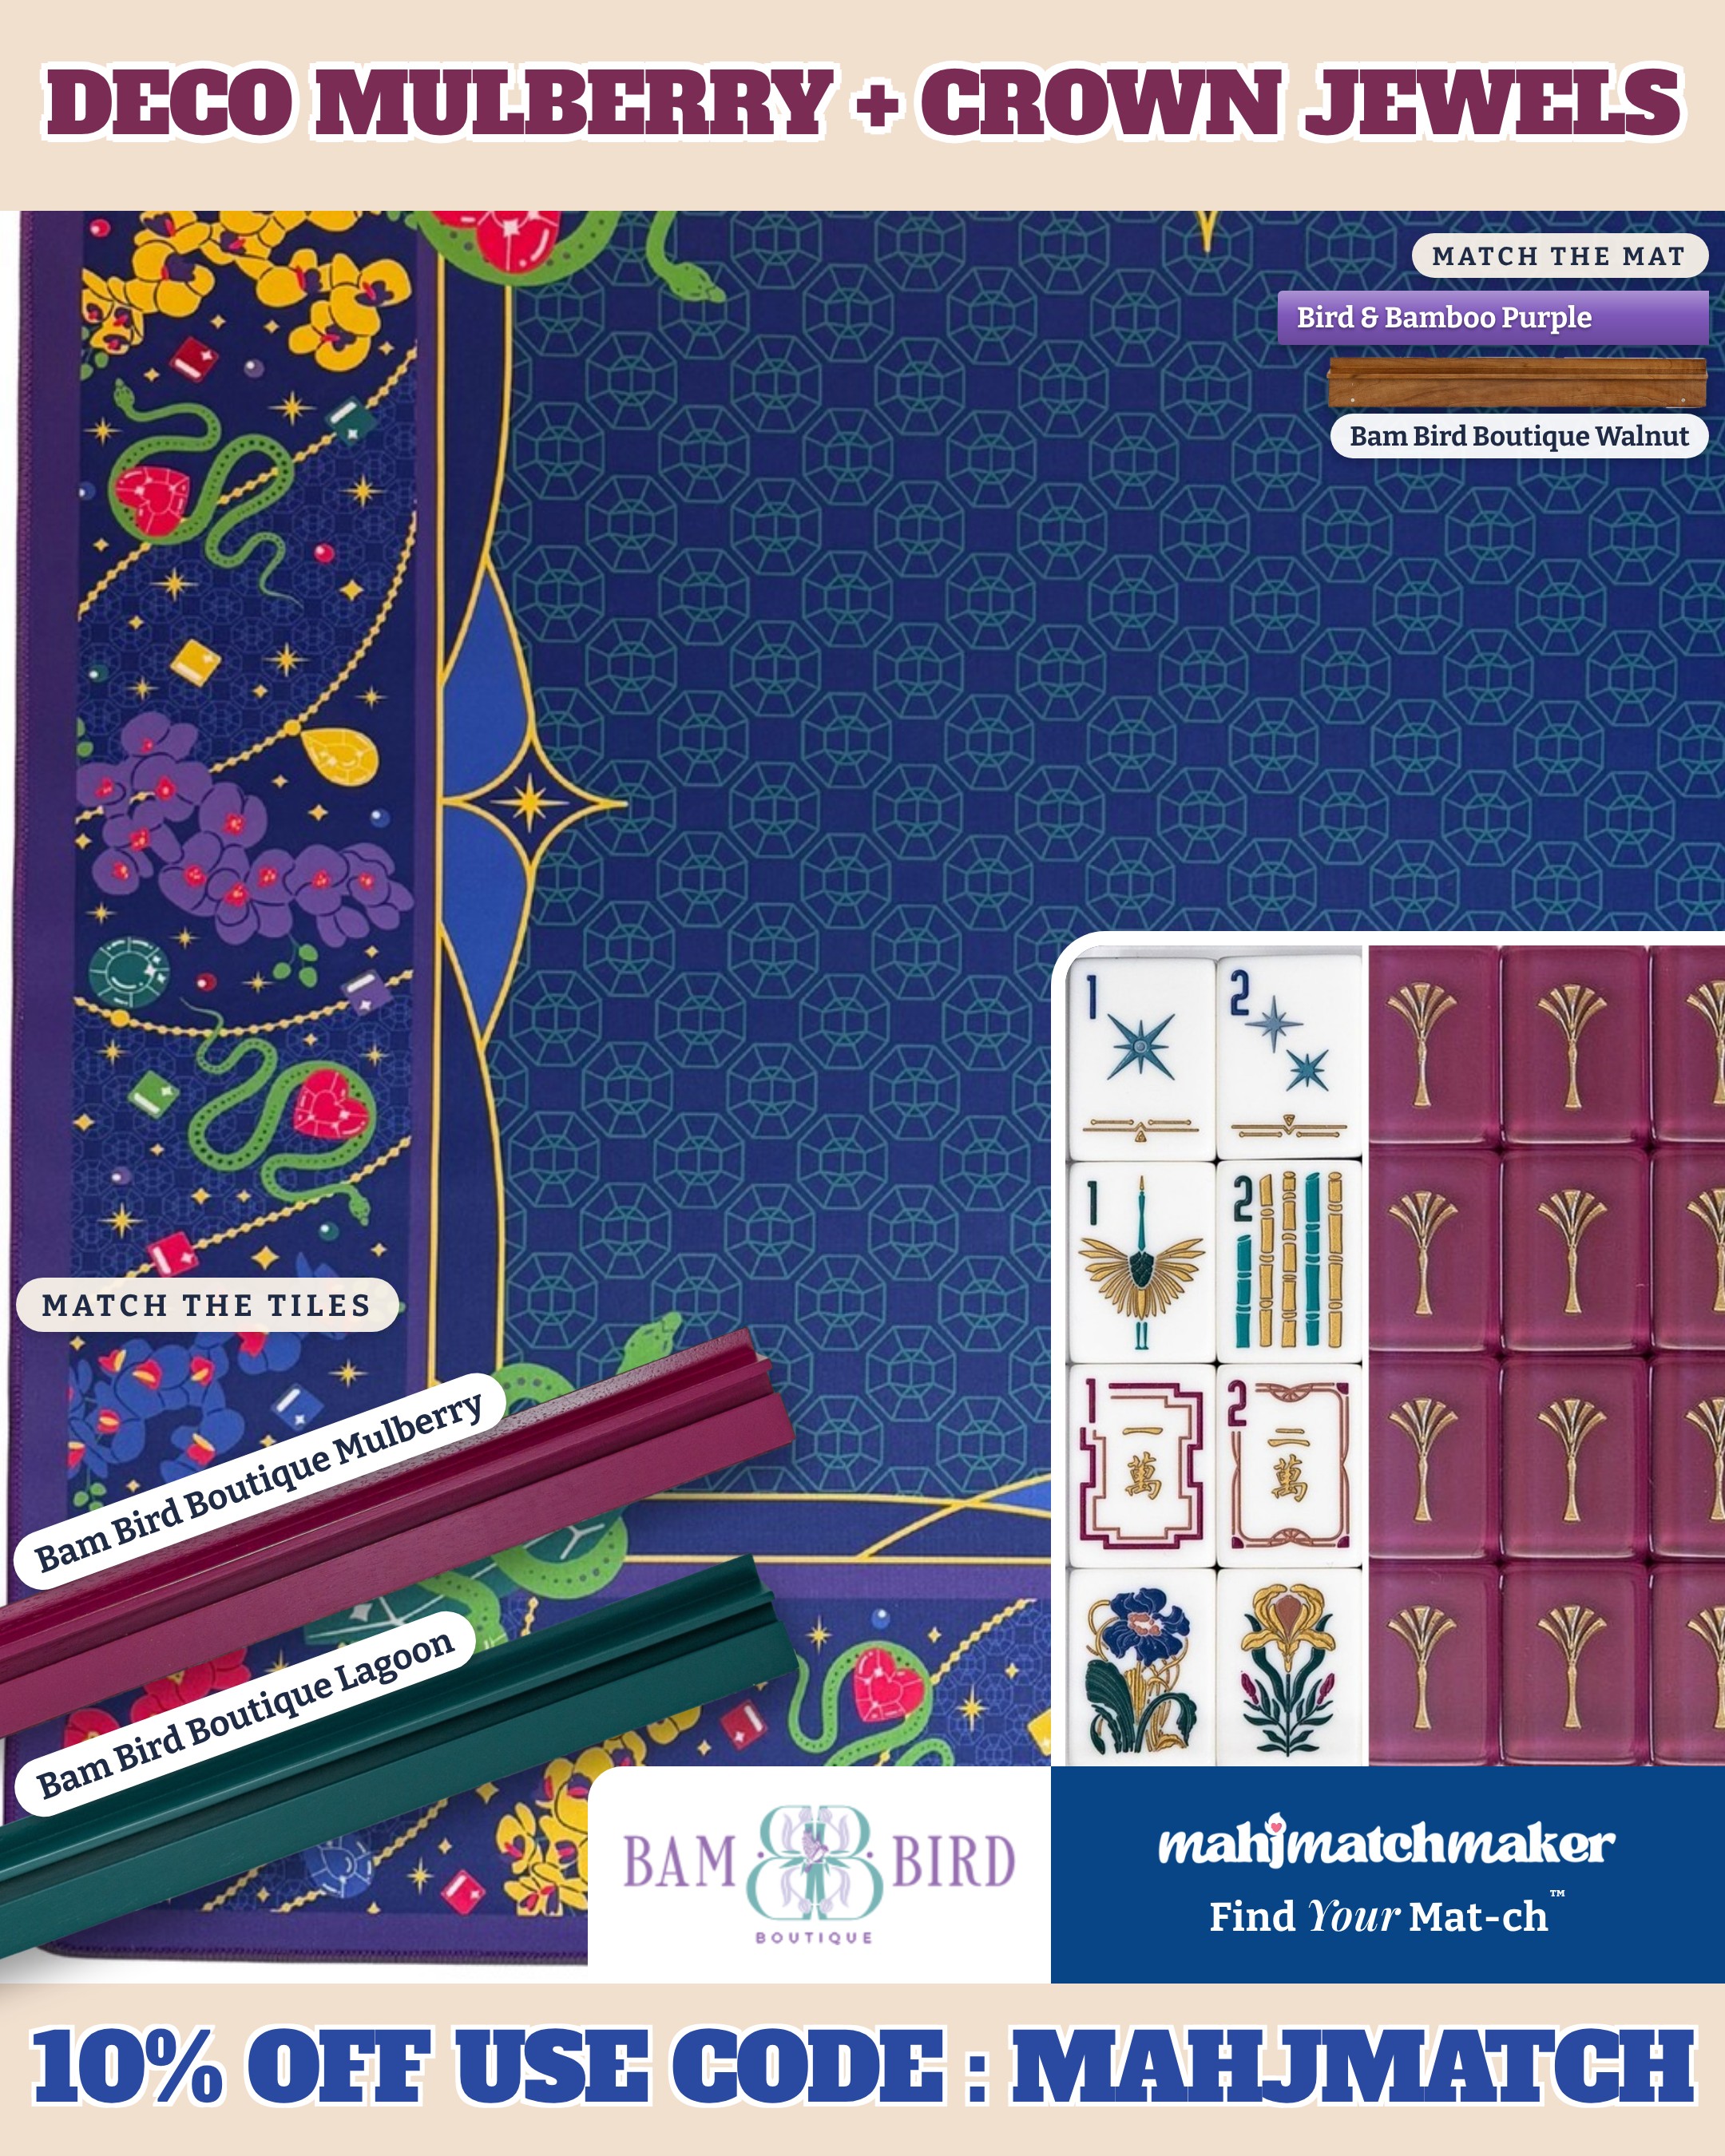 DECO MULBERRY + CROWN JEWELS
MATCH THE MAT
Bird & Bamboo Purple
Bam Bird Boutique Walnut
1
2
1
2
1
一
萬
2
二
萬
MATCH THE TILES
Bam Bird Boutique Mulberry
Bam Bird Boutique Lagoon
BAM BIRD
BOUTIQUE
mahjmatchmaker
Find Your Mat-ch™
10% OFF USE CODE : MAHJMATCH